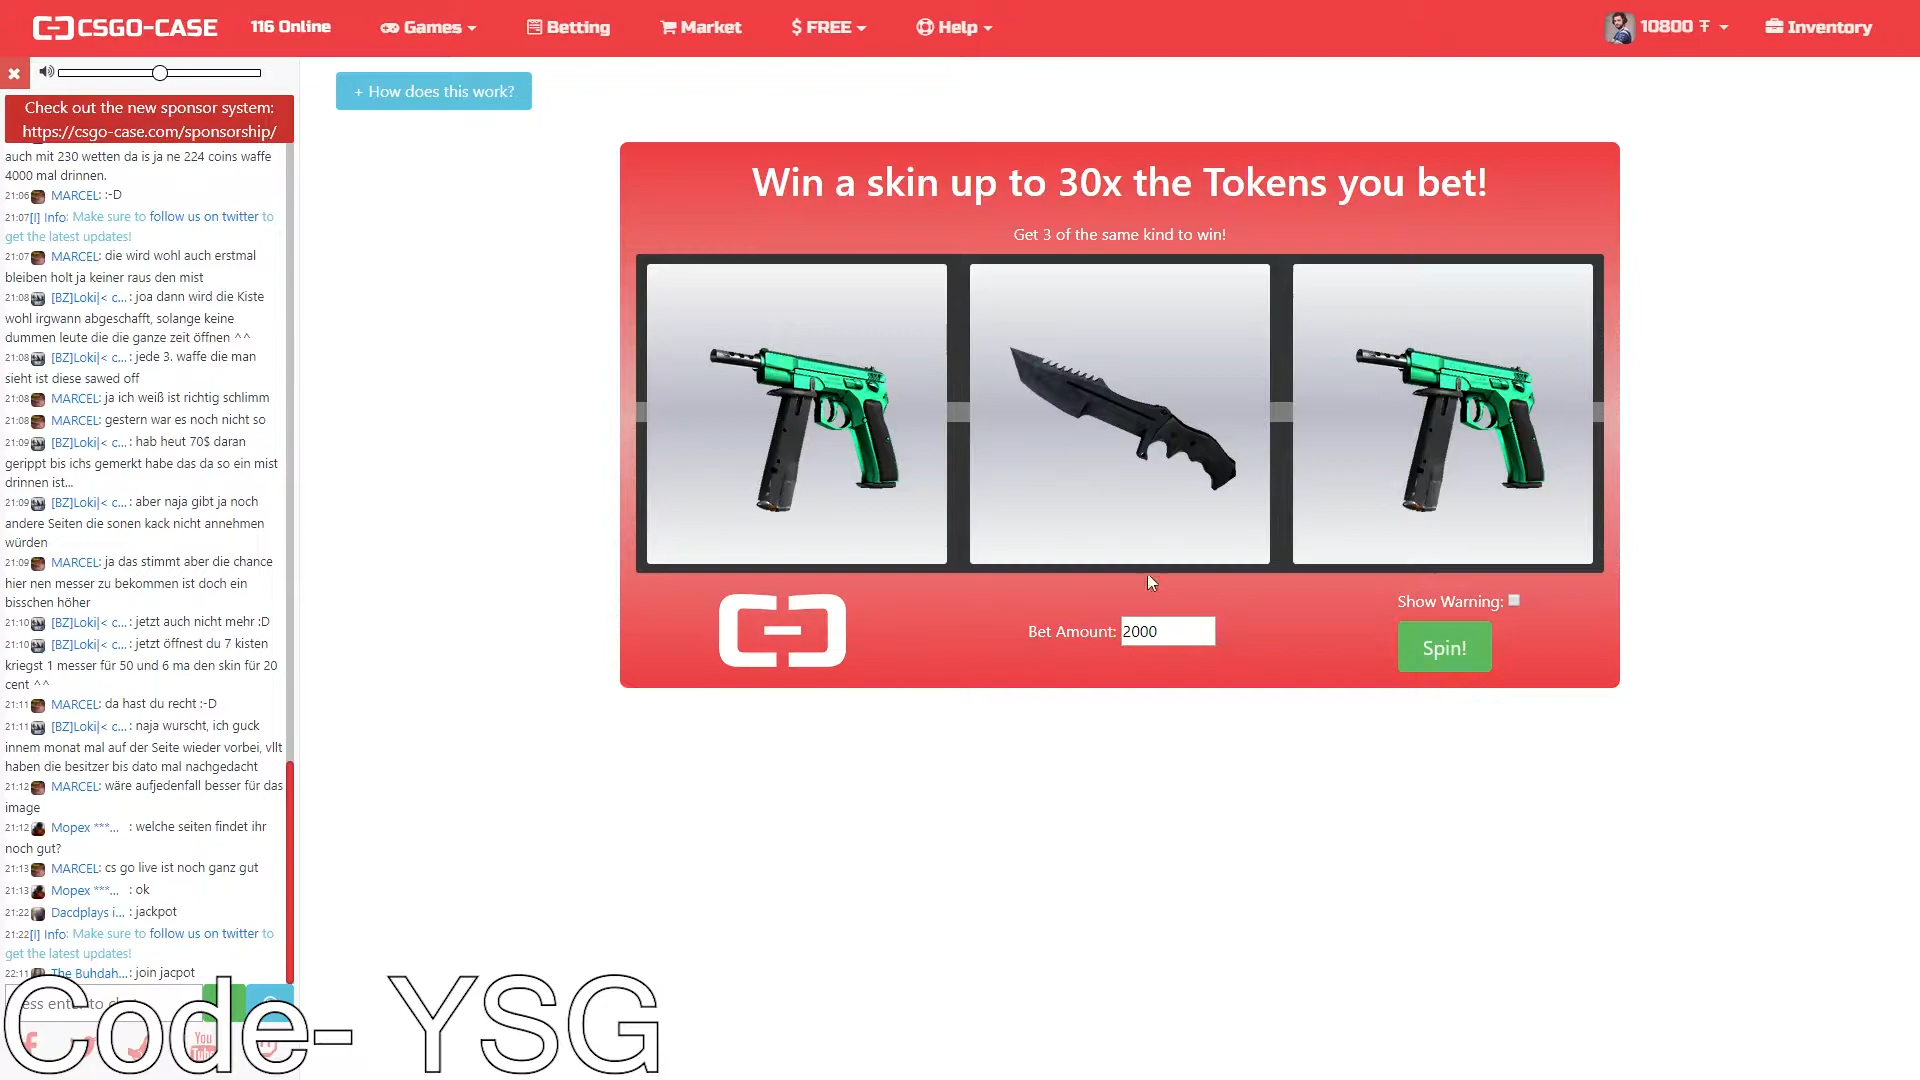 CSGO-CASE
116 Online
Games
Betting
Market
$ FREE
Help
10800 Ŧ
Inventory
Check out the new sponsor system:
https://csgo-case.com/sponsorship/
auch mit 230 wetten da is ja ne 224 coins waffe
4000 mal drinnen.
21:06 MARCEL: :-D
21:07[I] Info: Make sure to follow us on twitter to
get the latest updates!
21:07 MARCEL: die wird wohl auch erstmal
bleiben holt ja keiner raus den mist
21:08 [BZ]Loki|< c... : joa dann wird die Kiste
wohl irgwann abgeschafft, solange keine
dummen leute die die ganze zeit öffnen ^^
21:08 [BZ]Loki|< c... : jede 3. waffe die man
sieht ist diese sawed off
21:08 MARCEL: ja ich weiß ist richtig schlimm
21:08 MARCEL: gestern war es noch nicht so
21:09 [BZ]Loki|< c... : hab heut 70$ daran
gerippt bis ichs gemerkt habe das da so ein mist
drinnen ist...
21:09 [BZ]Loki|< c... : aber naja gibt ja noch
andere Seiten die sonen kack nicht annehmen
würden
21:09 MARCEL: ja das stimmt aber die chance
hier nen messer zu bekommen ist doch ein
bisschen höher
21:10 [BZ]Loki|< c... : jetzt auch nicht mehr :D
21:10 [BZ]Loki|< c... : jetzt öffnest du 7 kisten
kriegst 1 messer für 50 und 6 ma den skin für 20
cent ^^
21:11 MARCEL: da hast du recht :-D
21:11 [BZ]Loki|< c... : naja wurscht, ich guck
innem monat mal auf der Seite wieder vorbei, vllt
haben die besitzer bis dato mal nachgedacht
21:12 MARCEL: wäre aufjedenfall besser für das
image
21:12 Mopex ***... : welche seiten findet ihr
noch gut?
21:13 MARCEL: cs go live ist noch ganz gut
21:13 Mopex ***... : ok
21:22 Dacdplays i... : jackpot
21:22[I] Info: Make sure to follow us on twitter to
get the latest updates!
22:11 The Buhdah... : join jacpot
Code- YSG
You
+ How does this work?
Win a skin up to 30x the Tokens you bet!
Get 3 of the same kind to win!
Bet Amount: 2000
Show Warning:
Spin!